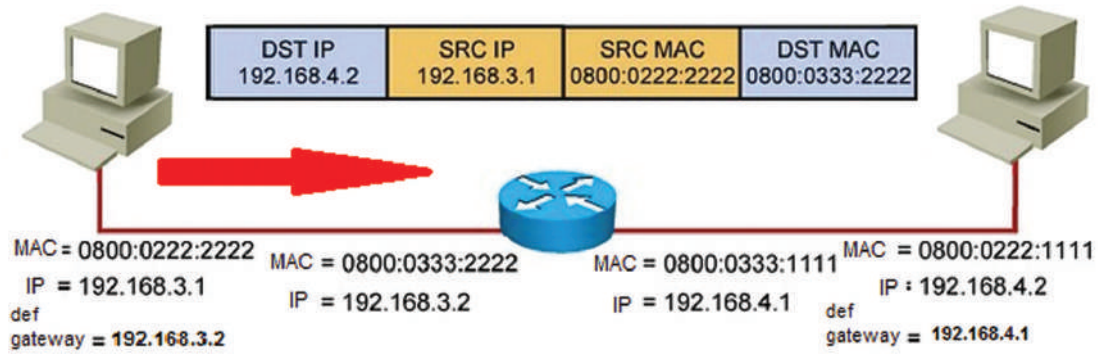 DST IP
192.168.4.2
SRC IP
192.168.3.1
SRC MAC
0800:0222:2222
DST MAC
0800:0333:2222
MAC = 0800:0222:2222
IP = 192.168.3.1
def
gateway = 192.168.3.2
MAC = 0800:0333:2222
IP = 192.168.3.2
MAC = 0800:0333:1111
IP = 192.168.4.1
MAC = 0800:0222:1111
IP : 192.168.4.2
def
gateway = 192.168.4.1